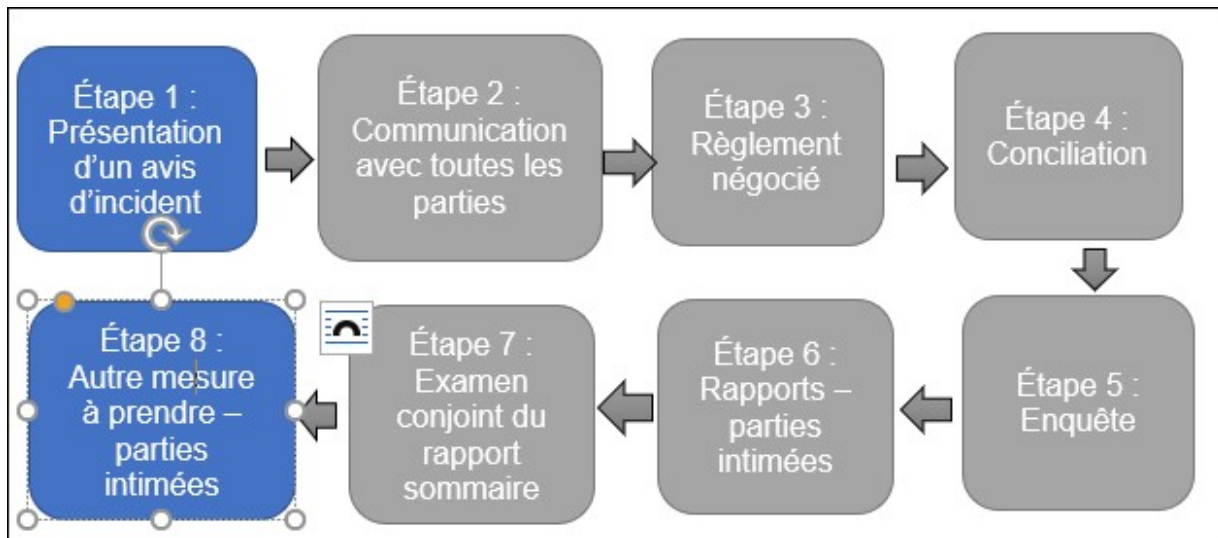 Étape 1 :
Présentation
d’un avis
d’incident
Étape 2 :
Communication
avec toutes les
parties
Étape 3 :
Règlement
négocié
Étape 4 :
Conciliation
Étape 5 :
Enquête
Étape 6 :
Rapports –
parties
intimées
Étape 7 :
Examen
conjoint du
rapport
sommaire
Étape 8 :
Autre mesure
à prendre –
parties
intimées